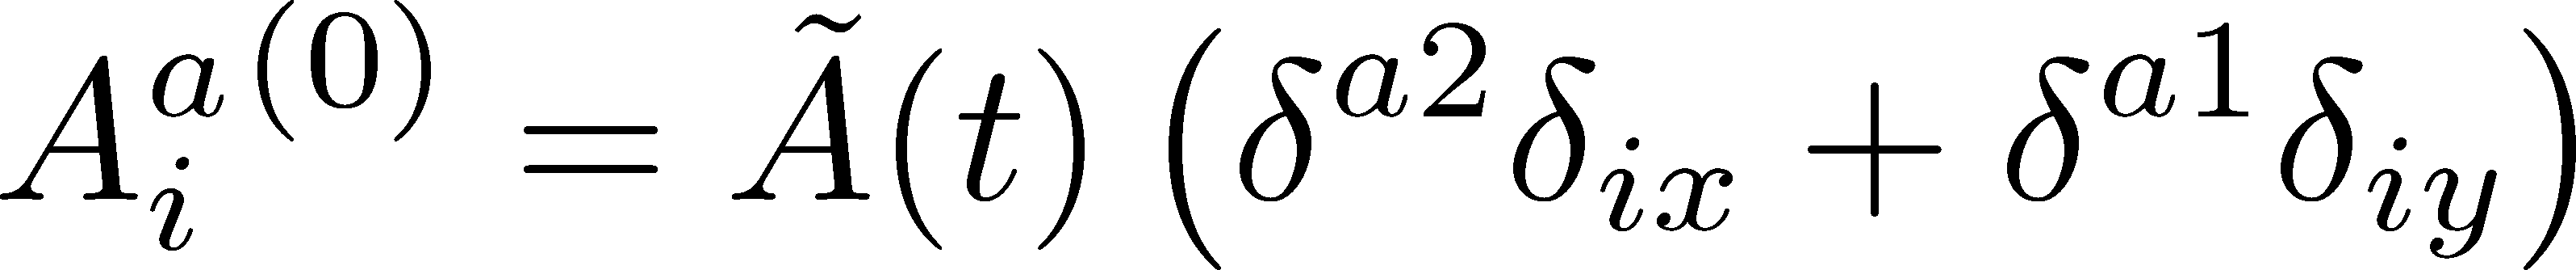 $A_i^{a(0)} = \tilde{A}(t) \left( \delta^{a2} \delta_{ix} + \delta^{a1} \delta_{iy} \right)$